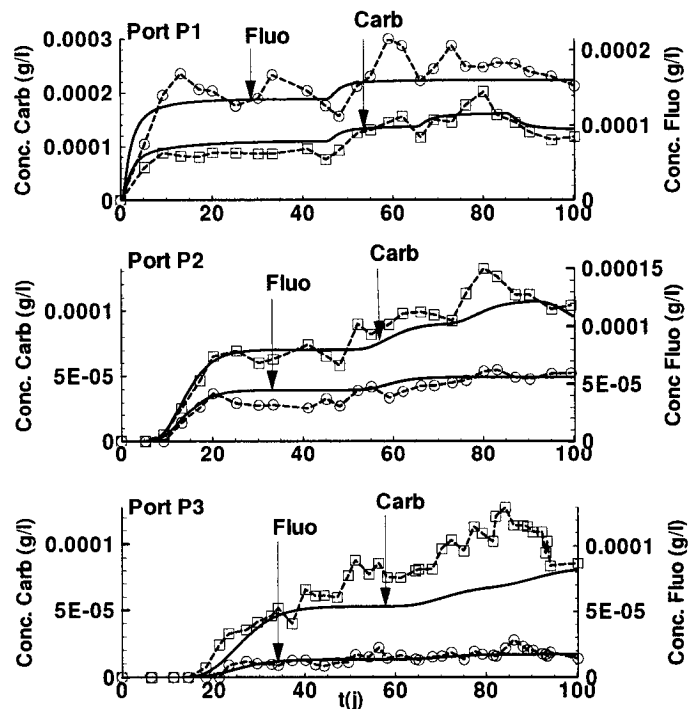 Port P1
Fluo
Carb
0.0003
0.0002
0.0001
0
Conc. Carb (g/l)
0.0002
0.0001
0
Conc. Fluo (g/l)
0 20 40 60 80 100
Port P2
Fluo
Carb
0.0001
5E-05
0
Conc. Carb (g/l)
0.00015
0.0001
5E-05
0
Conc Fluo (g/l)
0 20 40 60 80 100
Port P3
Fluo
Carb
0.0001
5E-05
0
Conc. Carb (g/l)
0.0001
5E-05
0
Conc. Fluo (g/l)
0 20 40 60 80 100
t(j)